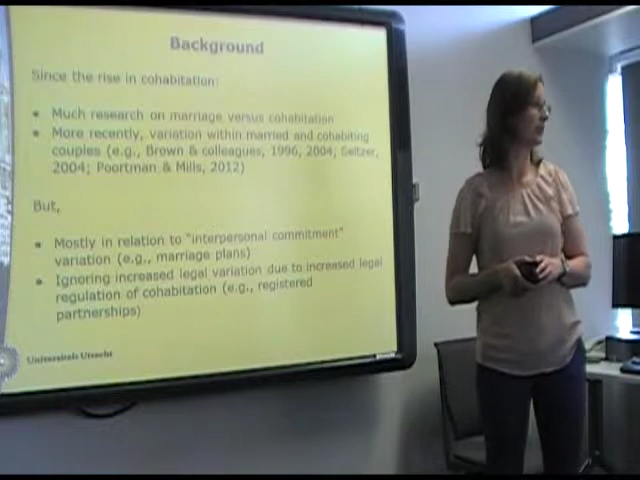 Background
Since the rise in cohabitation:
• Much research on marriage versus cohabitation
• More recently, variation within married and cohabiting
couples (e.g., Brown & colleagues, 1996, 2004; Seltzer,
2004; Poortman & Mills, 2012)
But,
• Mostly in relation to "interpersonal commitment"
variation (e.g., marriage plans)
• Ignoring increased legal variation due to increased legal
regulation of cohabitation (e.g., registered
partnerships)
Universiteit Utrecht